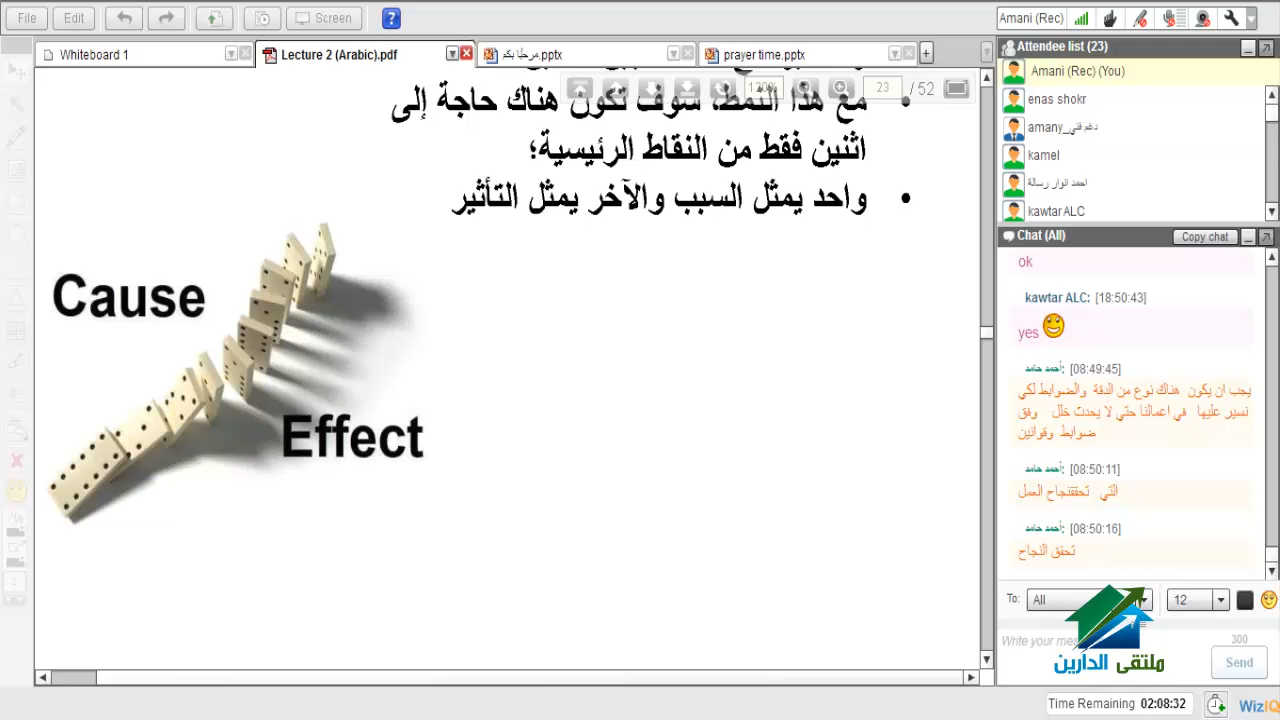 File
Edit
Screen
?
Amani (Rec)
Whiteboard 1
Lecture 2 (Arabic).pdf
مرحبًا بكم.pptx
prayer time.pptx
120%
23 / 52
مع هذا النمط، سوف تكون هناك حاجة إلى
اثنين فقط من النقاط الرئيسية؛
واحد يمثل السبب والآخر يمثل التأثير
Cause
Effect
Attendee list (23)
Amani (Rec) (You)
enas shokr
amany_دعم فني
kamel
احمد انوار رسالة
kawtar ALC
Chat (All)
Copy chat
ok
kawtar ALC: [18:50:43]
yes
أحمد حامد: [08:49:45]
يجب ان يكون هناك نوع من الدقة والضوابط لكي
نسير عليها في اعمالنا حتي لا يحدث خلل وفق
ضوابط وقوانين
أحمد حامد: [08:50:11]
التي تحققنجاح العمل
أحمد حامد: [08:50:16]
تحقق النجاح
To:
All
12
300
Send
ملتقى الدارين
Time Remaining 02:08:32
WizIQ